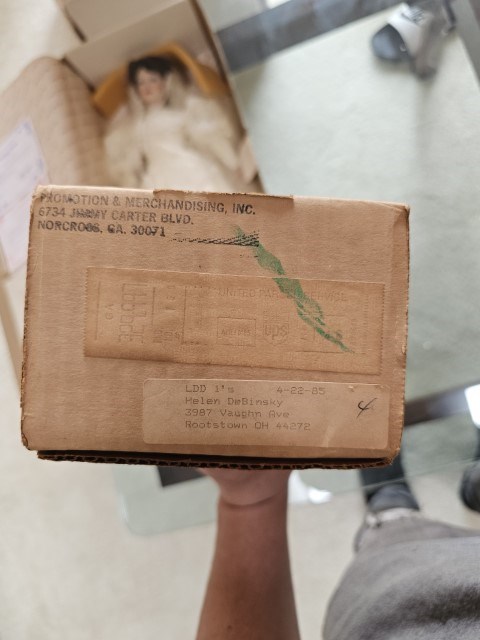 PROMOTION & MERCHANDISING, INC.
6734 JIMMY CARTER BLVD.
NORCROSS, GA. 30071
UNITED PARCEL
UPS
LDD 1's 4-22-85
Helen DeBinsky
3987 Vaughn Ave
Rootstown OH 44272
4